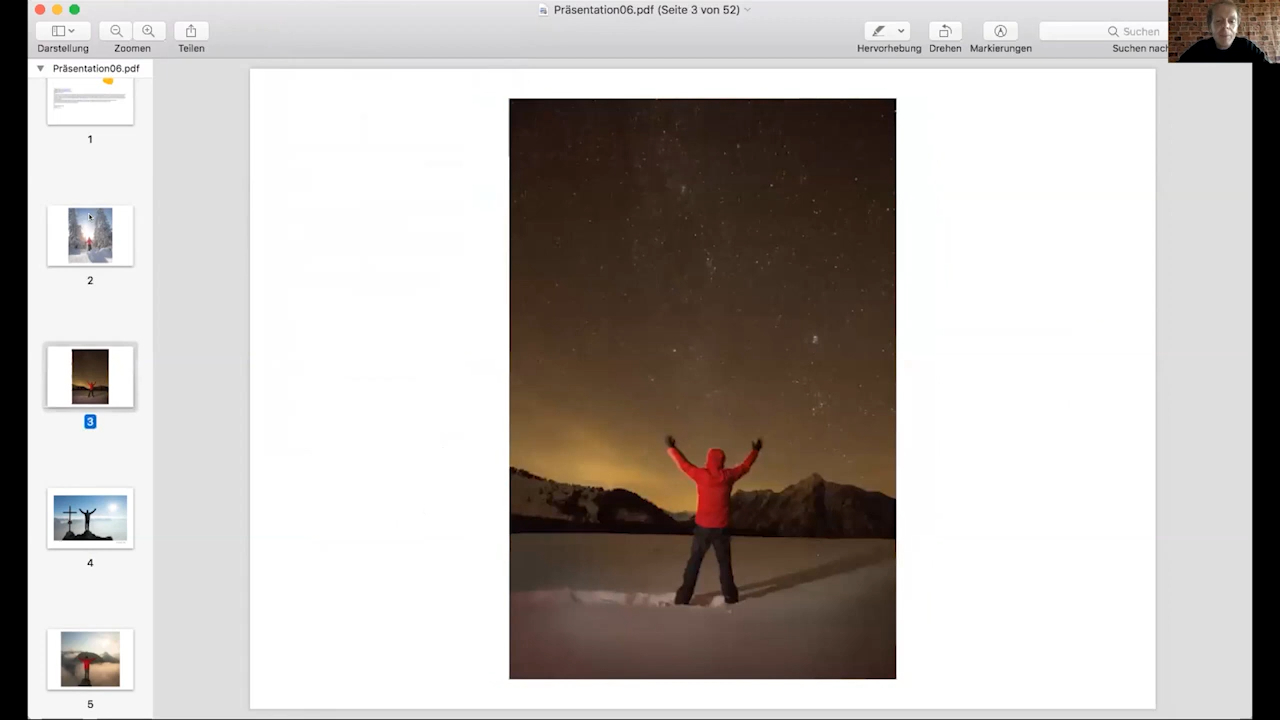 Präsentation06.pdf (Seite 3 von 52)
Darstellung
Zoomen
Teilen
Hervorhebung
Drehen
Markierungen
Suchen
Suchen nach
Präsentation06.pdf
1
2
3
4
5